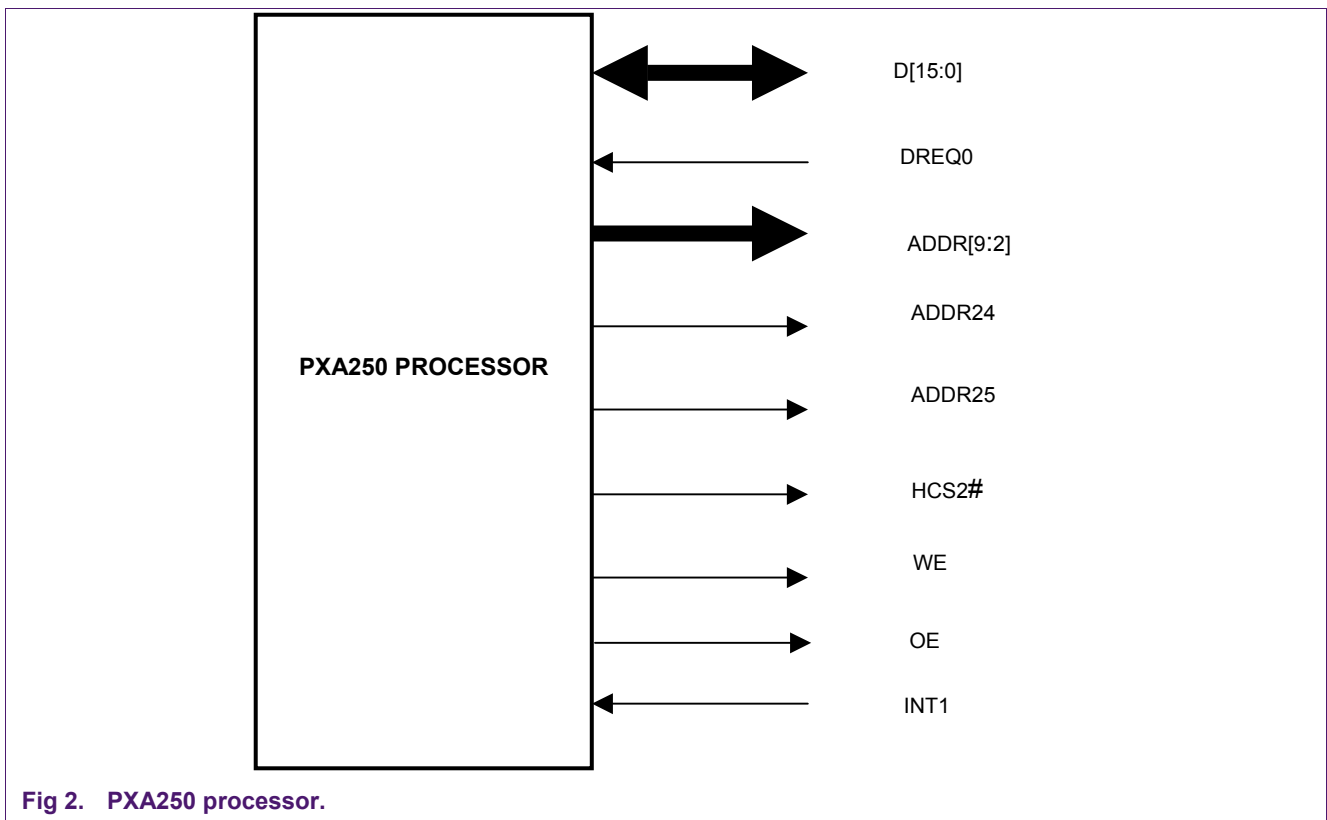 D[15:0]
DREQ0
ADDR[9:2]
ADDR24
PXA250 PROCESSOR
ADDR25
HCS2#
WE
OE
INT1
Fig 2. PXA250 processor.